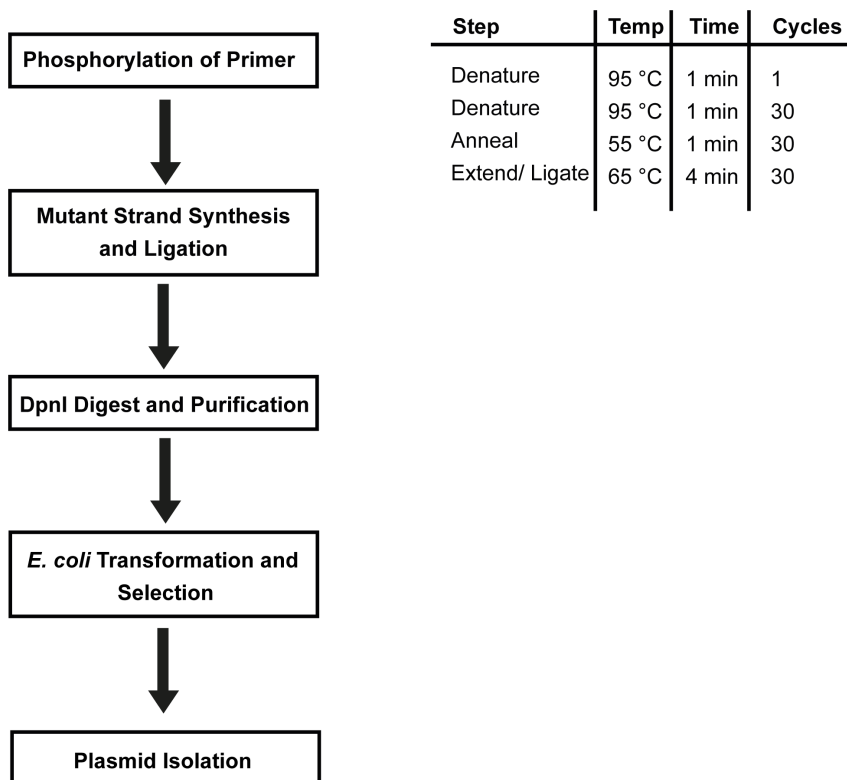 Phosphorylation of Primer
Mutant Strand Synthesis
and Ligation
DpnI Digest and Purification
E. coli Transformation and
Selection
Plasmid Isolation
Step Temp Time Cycles
Denature 95 °C 1 min 1
Denature 95 °C 1 min 30
Anneal 55 °C 1 min 30
Extend/ Ligate 65 °C 4 min 30